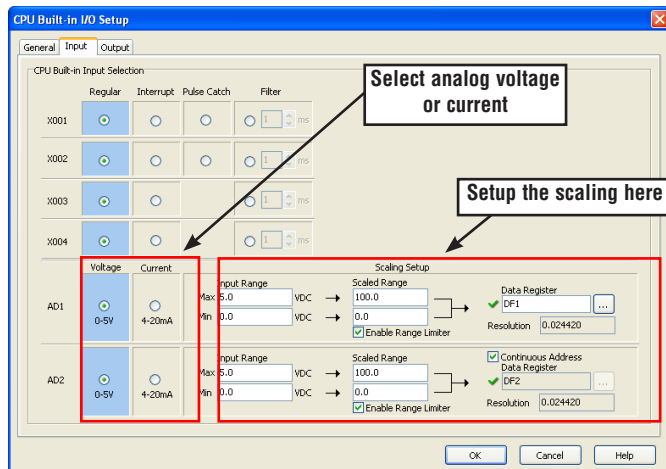 CPU Built-in I/O Setup
General Input Output
CPU Built-in Input Selection
Select analog voltage
or current
Regular Interrupt Pulse Catch Filter
X001 1 ms
X002 1 ms
X003 1 ms
X004 1 ms
Setup the scaling here
Voltage Current Scaling Setup
Input Range Scaled Range Data Register
AD1 Max 5.0 VDC → 100.0 DF1 ...
0-5V 4-20mA Min 0.0 VDC → 0.0 Resolution 0.024420
Enable Range Limiter
Input Range Scaled Range Continuous Address
Data Register
AD2 Max 5.0 VDC → 100.0 DF2 ...
0-5V 4-20mA Min 0.0 VDC → 0.0 Resolution 0.024420
Enable Range Limiter
OK Cancel Help